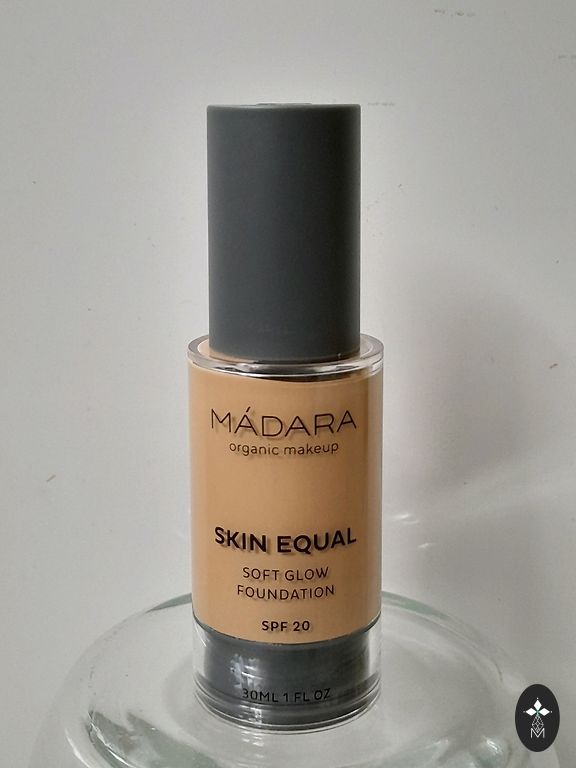 MÁDARA
organic makeup
SKIN EQUAL
SOFT GLOW
FOUNDATION
SPF 20
30ML 1 FL OZ
M